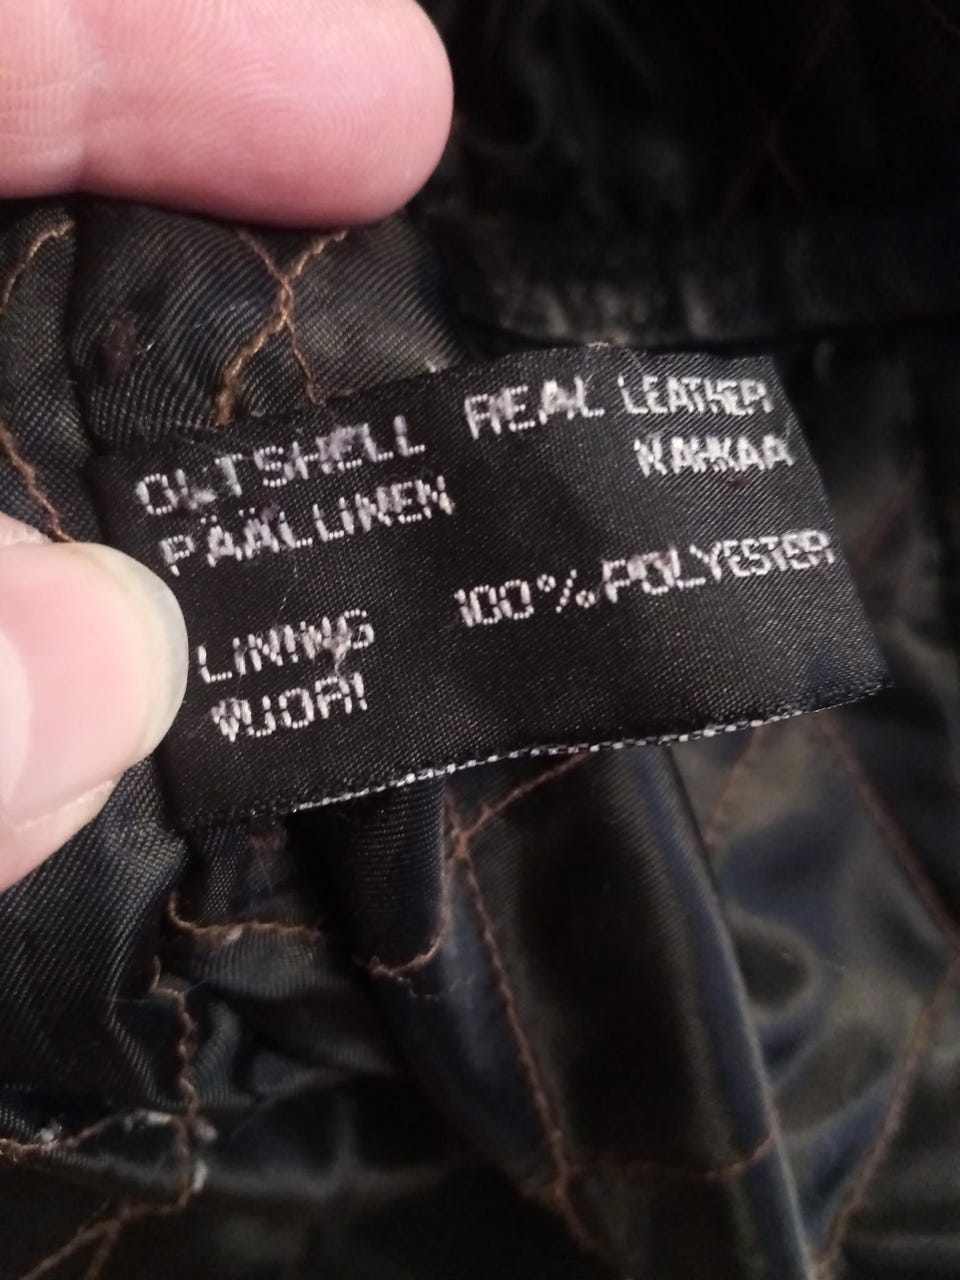 OUTSHELL REAL LEATHER
PÄÄLLINEN NAHKAA
LINING 100% POLYESTER
VUORI